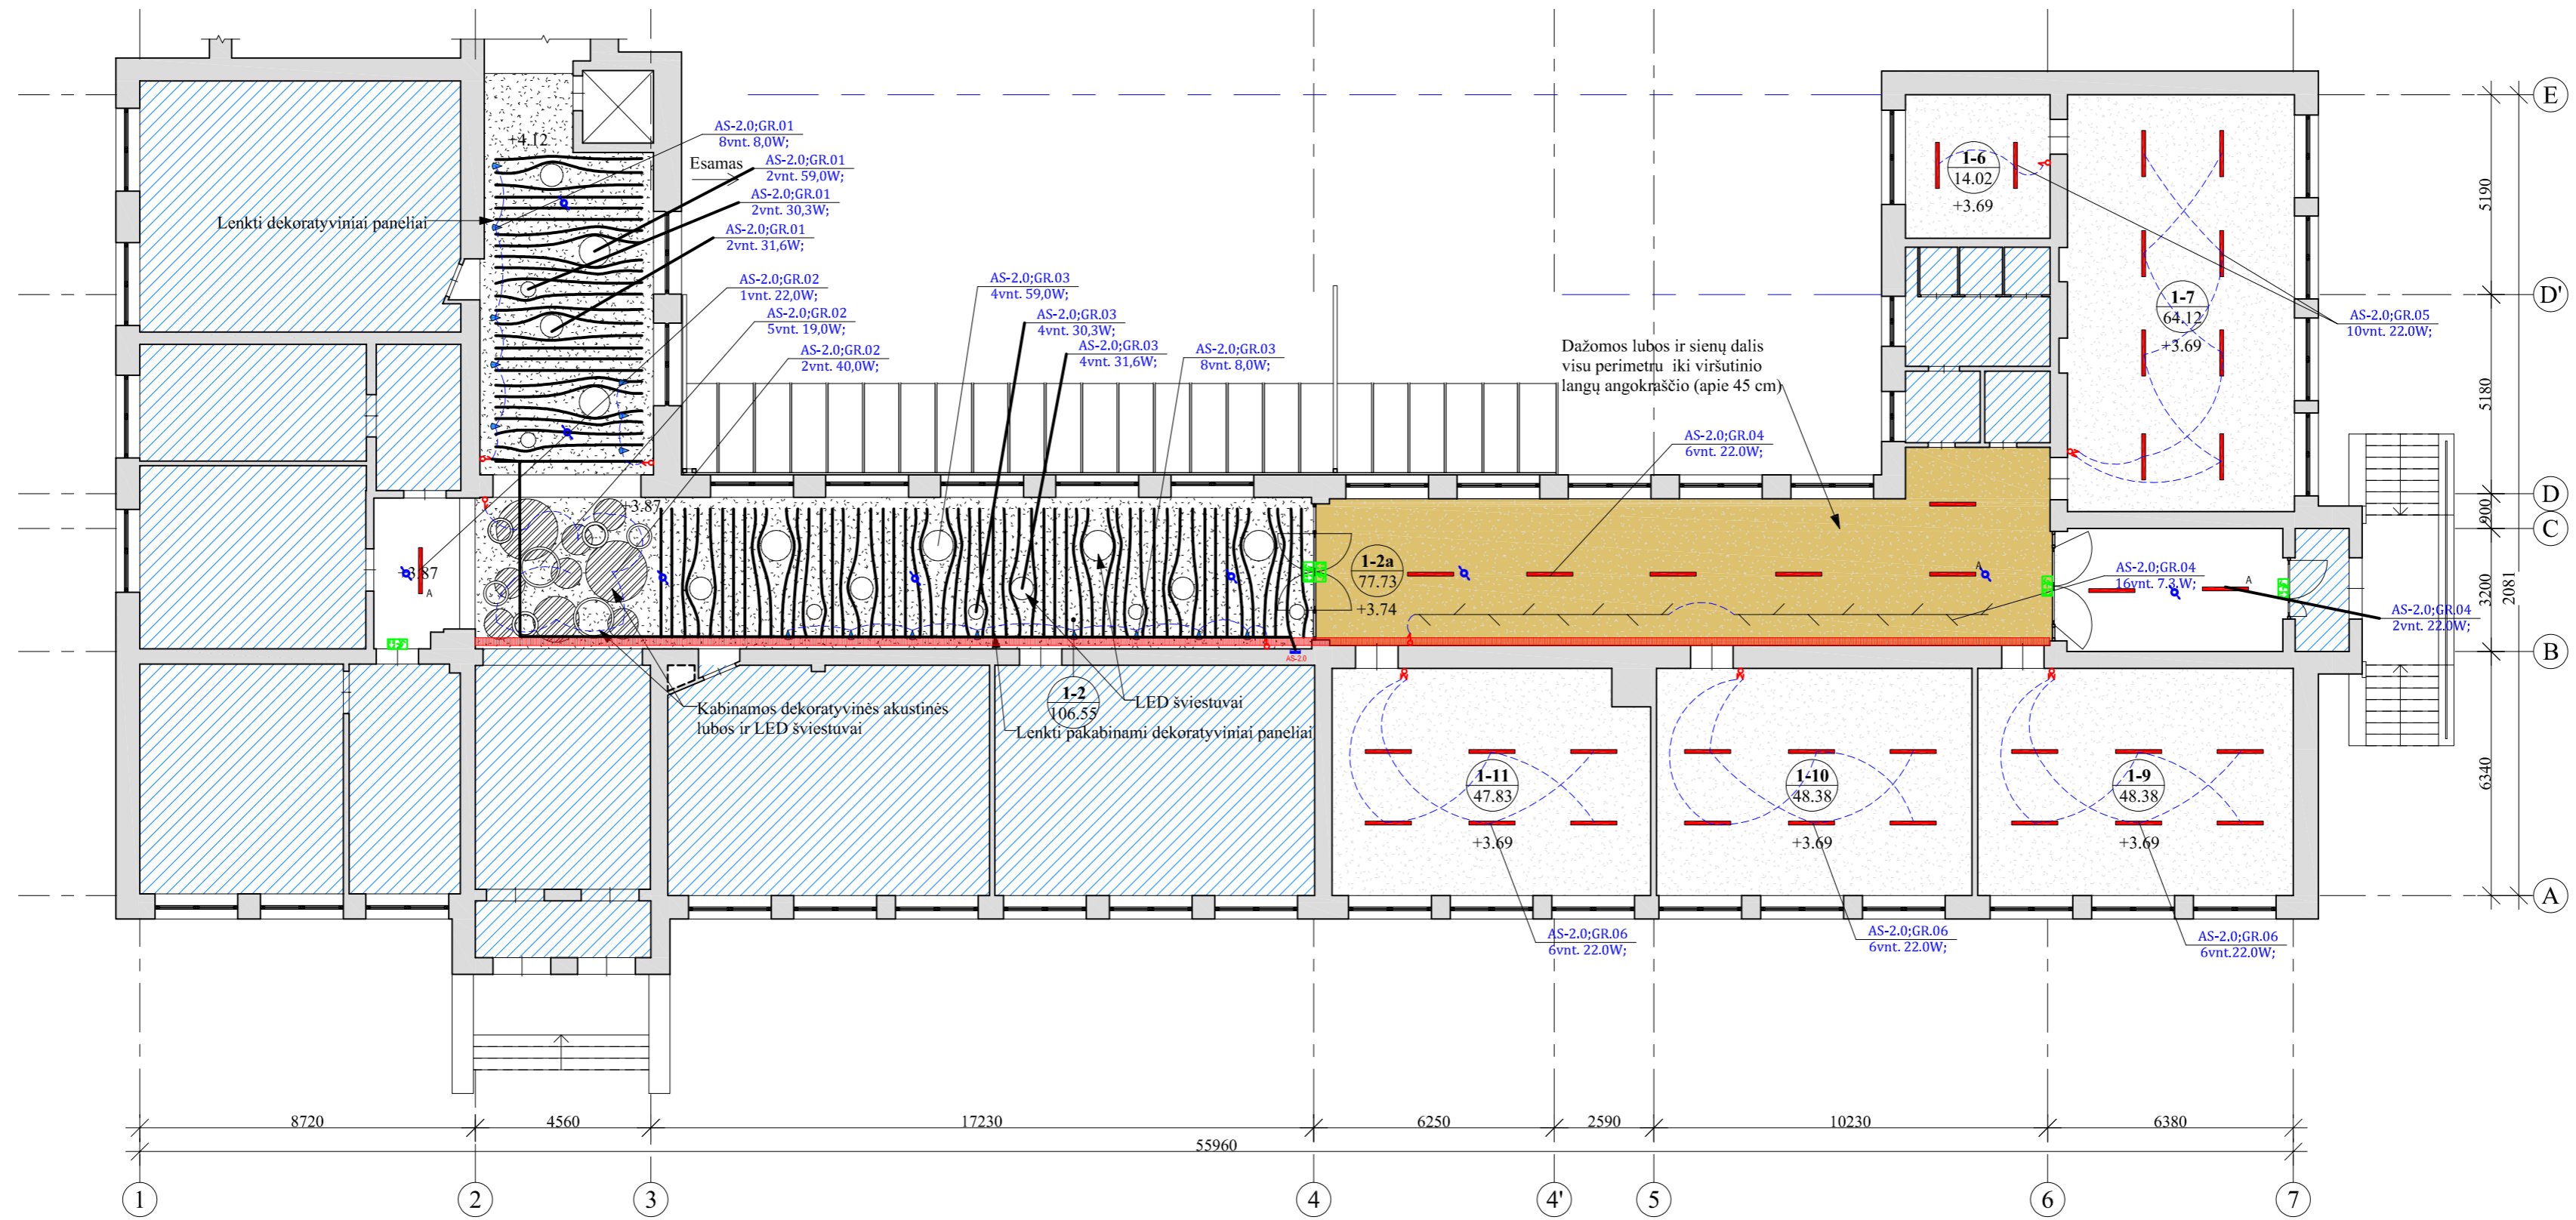 AS-2.0;GR.01
8vnt. 8,0W;
+4.12
Esamas
AS-2.0;GR.01
2vnt. 59,0W;
AS-2.0;GR.01
2vnt. 30,3W;
AS-2.0;GR.01
2vnt. 31,6W;
Lenkti dekoratyviniai paneliai
AS-2.0;GR.02
1vnt. 22,0W;
AS-2.0;GR.02
5vnt. 19,0W;
AS-2.0;GR.02
2vnt. 40,0W;
AS-2.0;GR.03
4vnt. 59,0W;
AS-2.0;GR.03
4vnt. 30,3W;
AS-2.0;GR.03
4vnt. 31,6W;
AS-2.0;GR.03
8vnt. 8,0W;
Dažomos lubos ir sienų dalis
visu perimetru iki viršutinio
langų angokraščio (apie 45 cm)
AS-2.0;GR.04
6vnt. 22.0W;
1-6
14.02
+3.69
1-7
64.12
+3.69
AS-2.0;GR.05
10vnt. 22.0W;
E
D'
D
C
B
A
5190
5180
900
3200
6340
2081
+3.87
+3.87
A
1-2a
77.73
+3.74
A
AS-2.0;GR.04
16vnt. 7.3 W;
A
AS-2.0;GR.04
2vnt. 22.0W;
AS-2.0
1-2
106.55
LED šviestuvai
Kabinamos dekoratyvinės akustinės
lubos ir LED šviestuvai
Lenkti pakabinami dekoratyviniai paneliai
1-11
47.83
+3.69
1-10
48.38
+3.69
1-9
48.38
+3.69
AS-2.0;GR.06
6vnt. 22.0W;
AS-2.0;GR.06
6vnt. 22.0W;
AS-2.0;GR.06
6vnt.22.0W;
8720
4560
17230
6250
2590
10230
6380
55960
1
2
3
4
4'
5
6
7